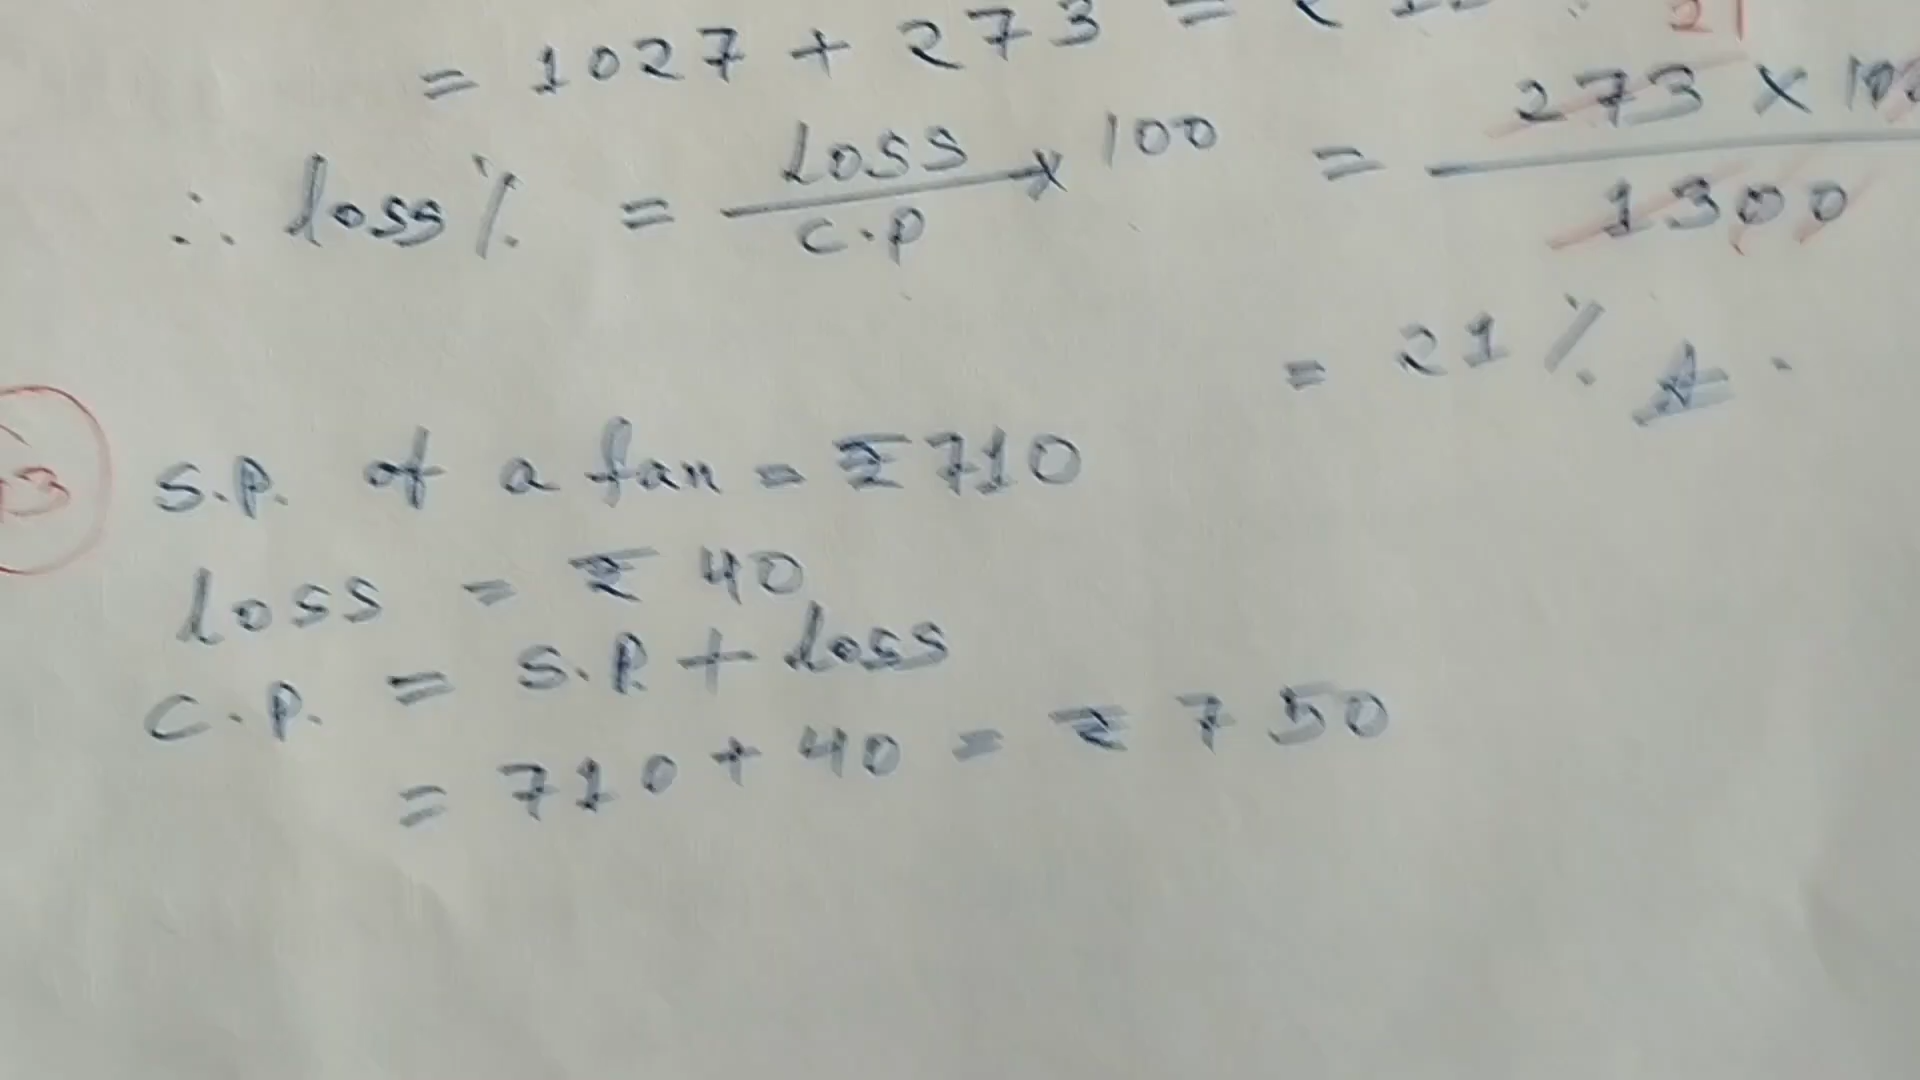 = 1027 + 273 =
21
∴ loss% = Loss/C.P × 100 = 273 × 100/1300
= 21% A.
13 S.P. of a fan = ₹710
Loss = ₹ 40
C.P. = S.P. + Loss
= 710 + 40 = ₹ 750